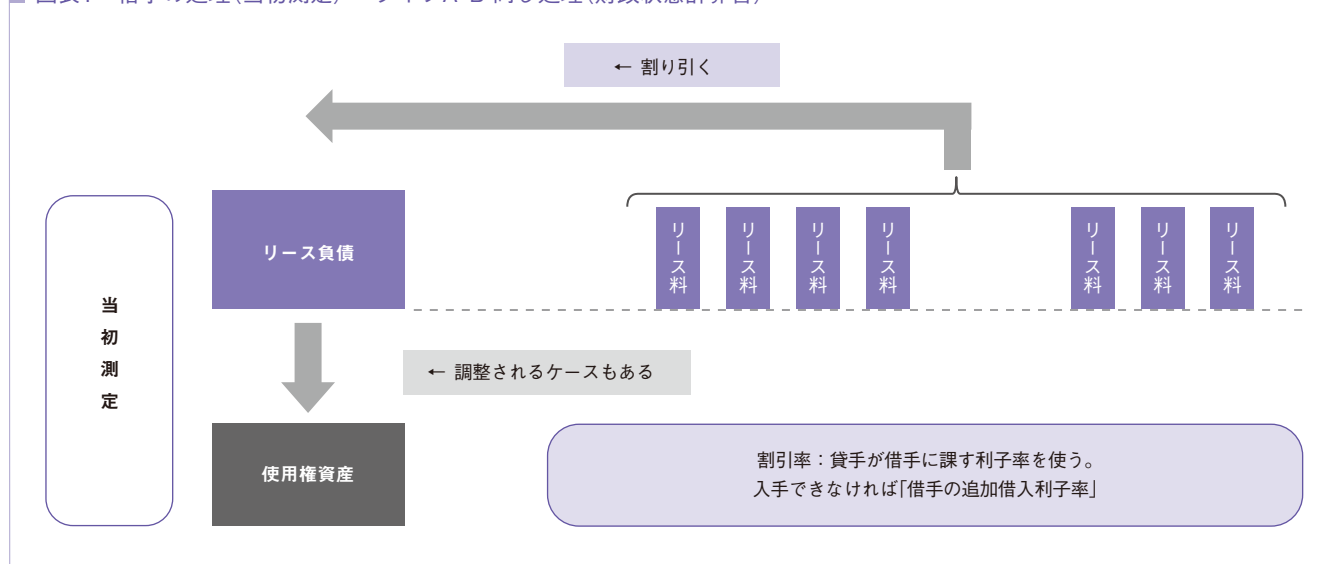 ← 割り引く
リース負債
リース料
リース料
リース料
リース料
リース料
リース料
リース料
当初測定
← 調整されるケースもある
使用権資産
割引率：貸手が借手に課す利子率を使う。
入手できなければ「借手の追加借入利子率」